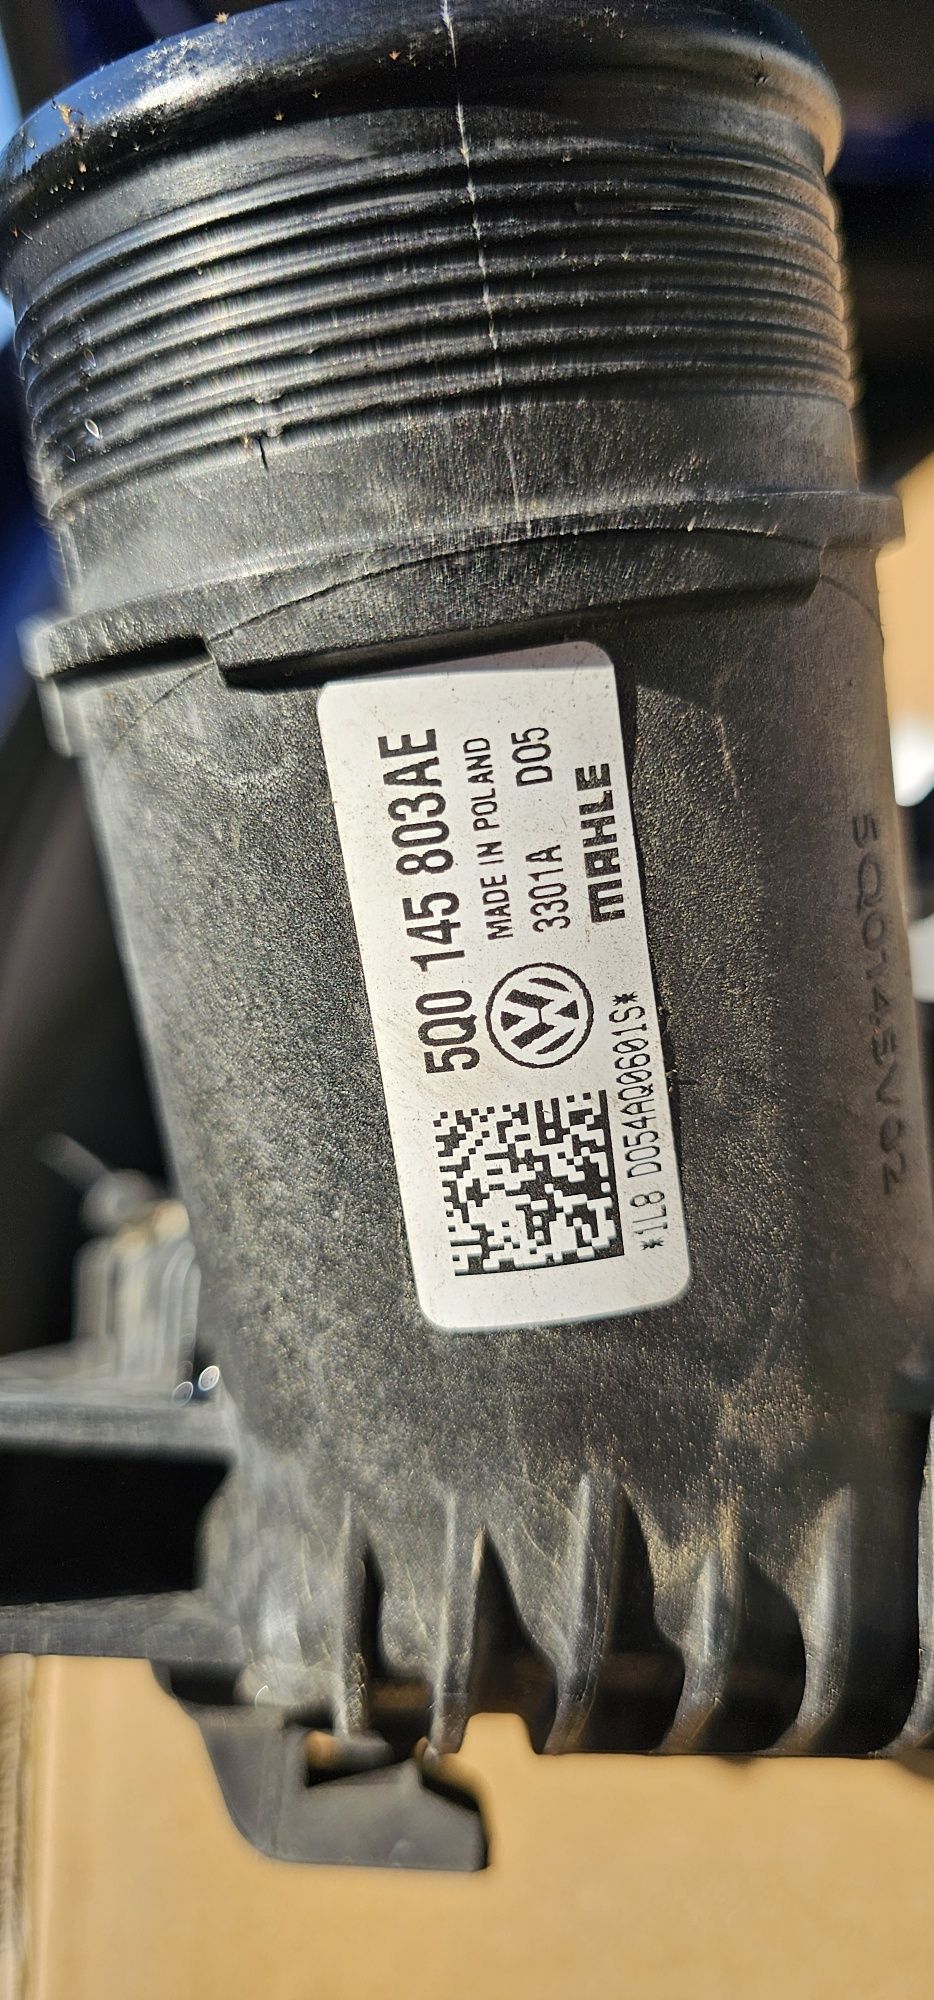 5Q0 145 803AE
MADE IN POLAND
3301A D05
MAHLE
*1L8 D054AQ0601S*